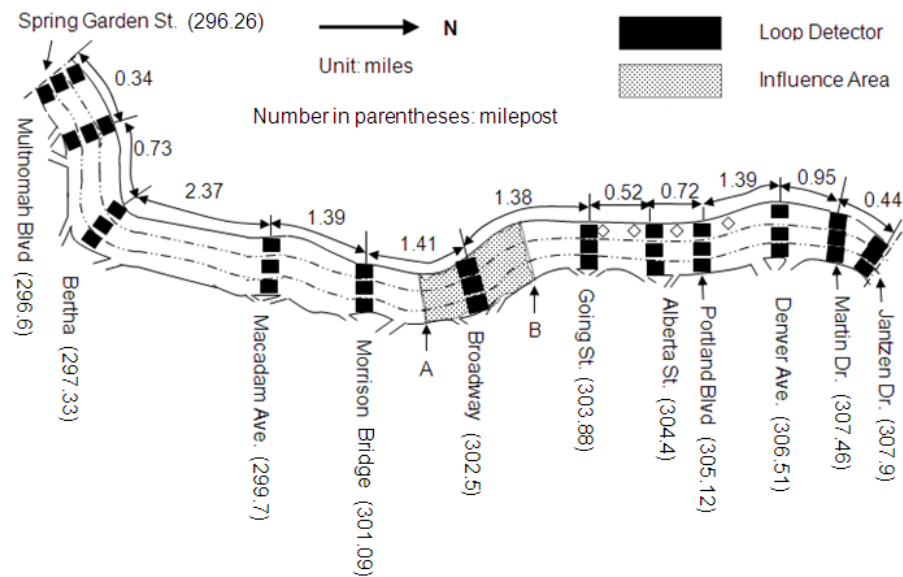 Spring Garden St. (296.26)
N
Unit: miles
Number in parentheses: milepost
Loop Detector
Influence Area
0.34
0.73
2.37
1.39
1.41
1.38
0.52
0.72
1.39
0.95
0.44
A
B
Multnomah Blvd (296.6)
Bertha (297.33)
Macadam Ave. (299.7)
Morrison Bridge (301.09)
Broadway (302.5)
Going St. (303.88)
Alberta St. (304.4)
Portland Blvd (305.12)
Denver Ave. (306.51)
Martin Dr. (307.46)
Jantzen Dr. (307.9)